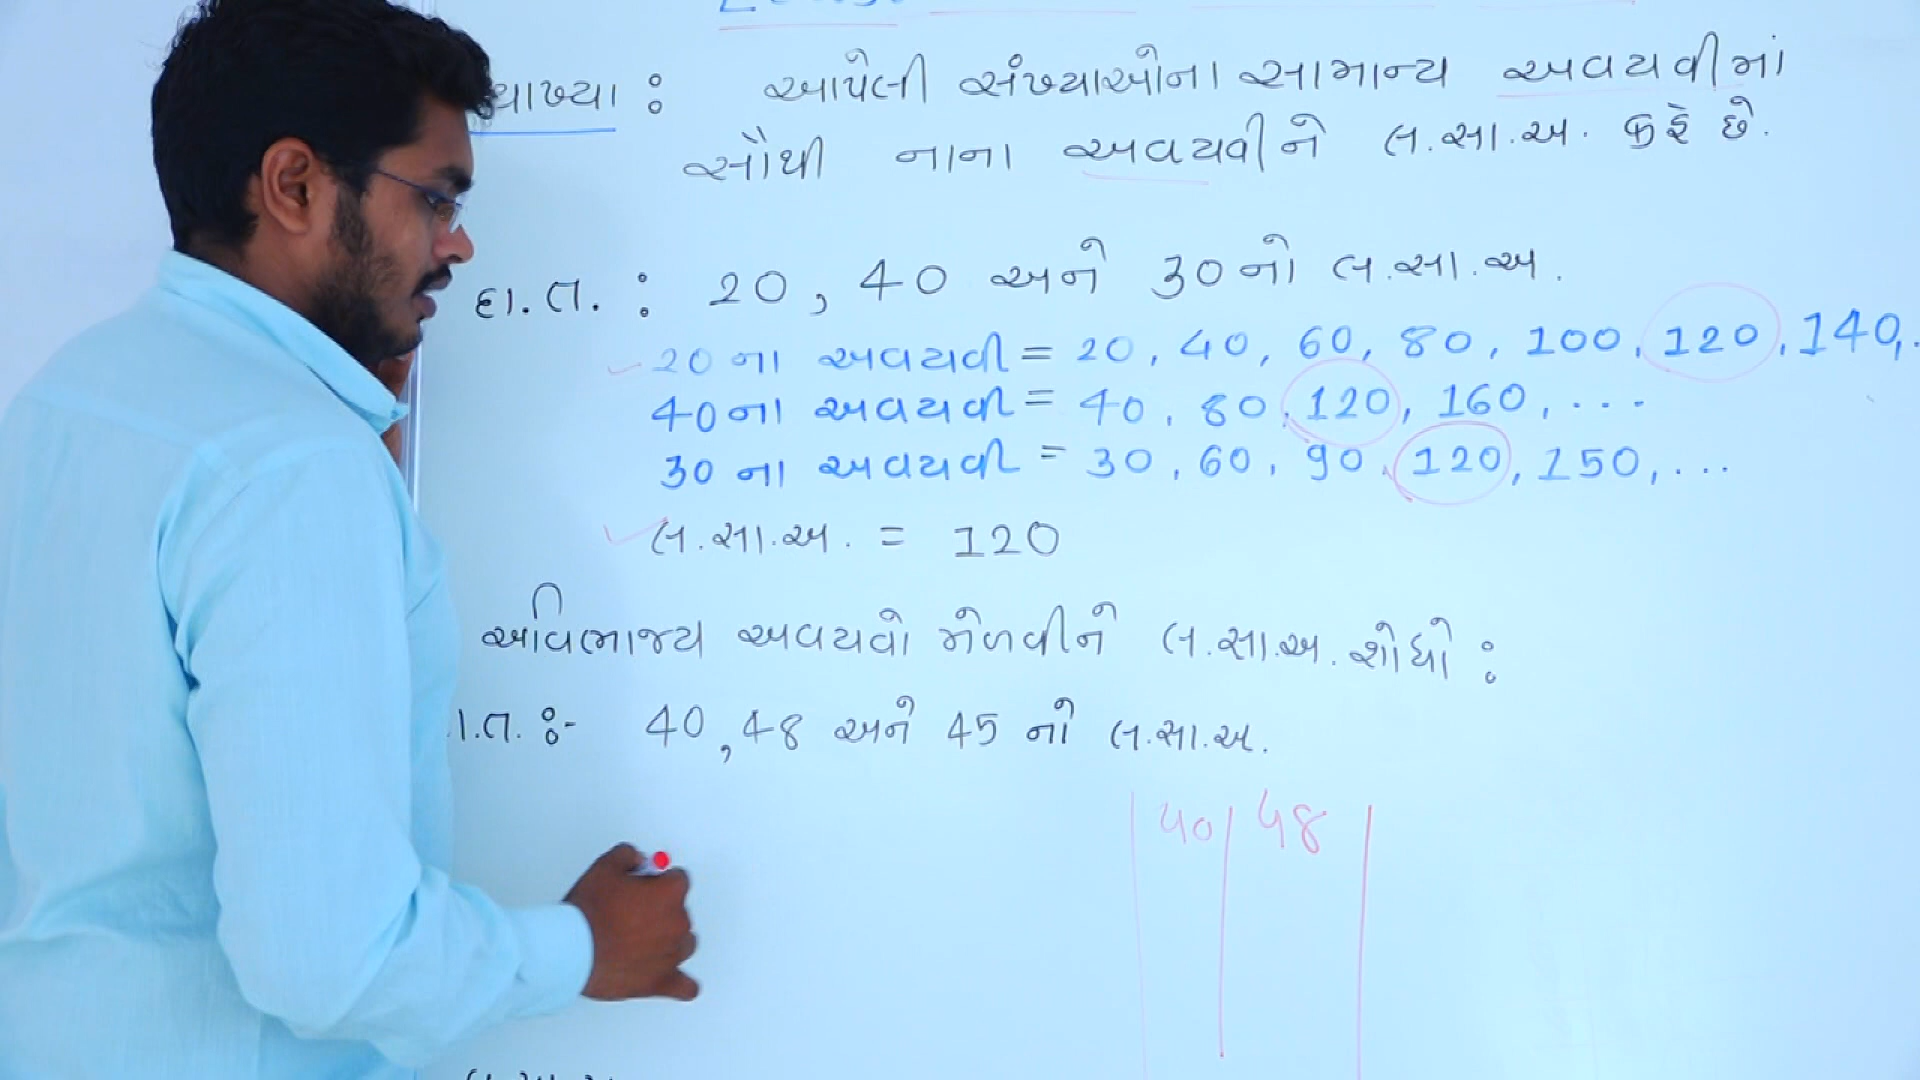 યાખ્યા : આપેલી સંખ્યાઓના સામાન્ય અવયવીમાં
સૌથી નાના અવયવીને લ.સા.અ. કહે છે.
દા.ત. : 20, 40 અને 30નો લ.સા.અ.
20 ના અવયવી = 20, 40, 60, 80, 100, 120, 140, .
40ના અવયવી = 40, 80, 120, 160, ...
30 ના અવયવી = 30, 60, 90, 120, 150, ...
લ.સા.અ. = 120
અવિભાજ્ય અવયવો મેળવીને લ.સા.અ. શોધો :
.ત. :- 40, 48 અને 45 નો લ.સા.અ.
40 48